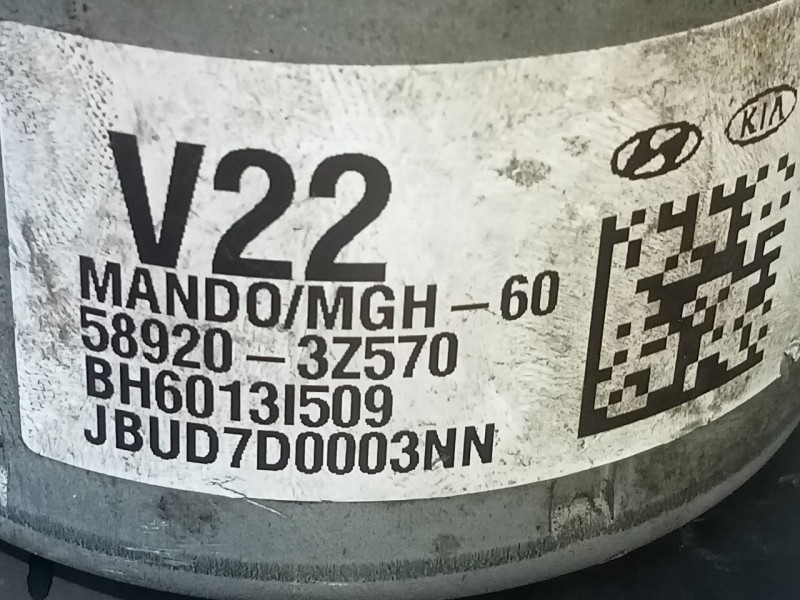 V22
KIA
MANDO/MGH-60
58920-3Z570
BH6013I509
JBUD7D0003NN